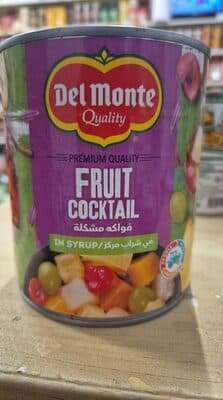 Del Monte
Quality
PREMIUM QUALITY
FRUIT
COCKTAIL
فواكه مشكلة
IN SYRUP/في شراب مركز